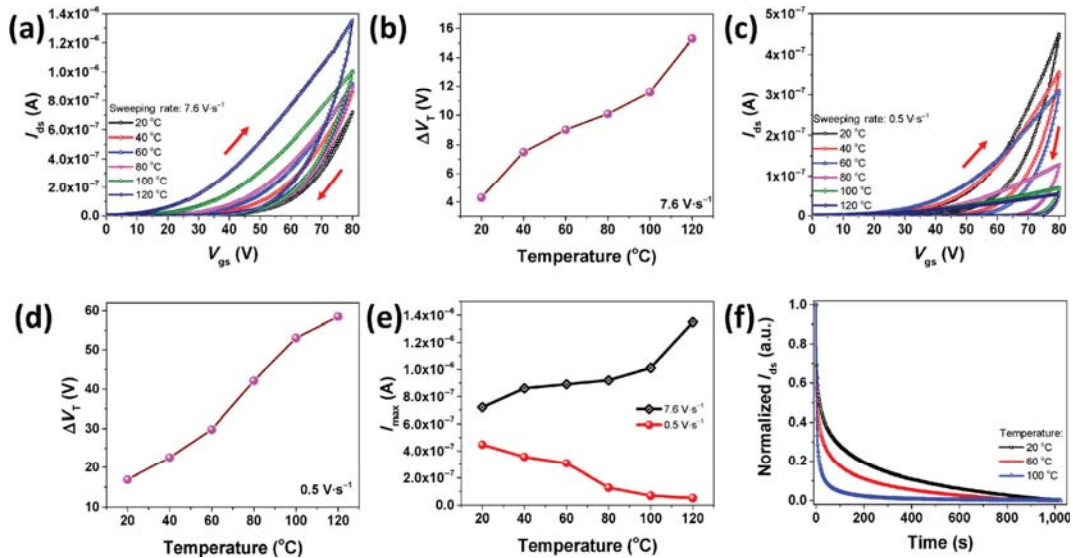 (a)
1.4x10⁻⁶
1.2x10⁻⁶
1.0x10⁻⁶
8.0x10⁻⁷
6.0x10⁻⁷
4.0x10⁻⁷
2.0x10⁻⁷
0.0
I_ds (A)
Sweeping rate: 7.6 V·s⁻¹
20 °C
40 °C
60 °C
80 °C
100 °C
120 °C
0 10 20 30 40 50 60 70 80
V_gs (V)
(b)
16
14
12
10
8
6
4
ΔV_T (V)
7.6 V·s⁻¹
20 40 60 80 100 120
Temperature (°C)
(c)
5x10⁻⁷
4x10⁻⁷
3x10⁻⁷
2x10⁻⁷
1x10⁻⁷
0
I_ds (A)
Sweeping rate: 0.5 V·s⁻¹
20 °C
40 °C
60 °C
80 °C
100 °C
120 °C
0 10 20 30 40 50 60 70 80
V_gs (V)
(d)
60
50
40
30
20
10
ΔV_T (V)
0.5 V·s⁻¹
20 40 60 80 100 120
Temperature (°C)
(e)
1.4x10⁻⁶
1.2x10⁻⁶
1.0x10⁻⁶
8.0x10⁻⁷
6.0x10⁻⁷
4.0x10⁻⁷
2.0x10⁻⁷
0.0
I_max (A)
7.6 V·s⁻¹
0.5 V·s⁻¹
20 40 60 80 100 120
Temperature (°C)
(f)
1.0
0.8
0.6
0.4
0.2
0.0
Normalized I_ds (a.u.)
Temperature:
20 °C
60 °C
100 °C
0 200 400 600 800 1,000
Time (s)